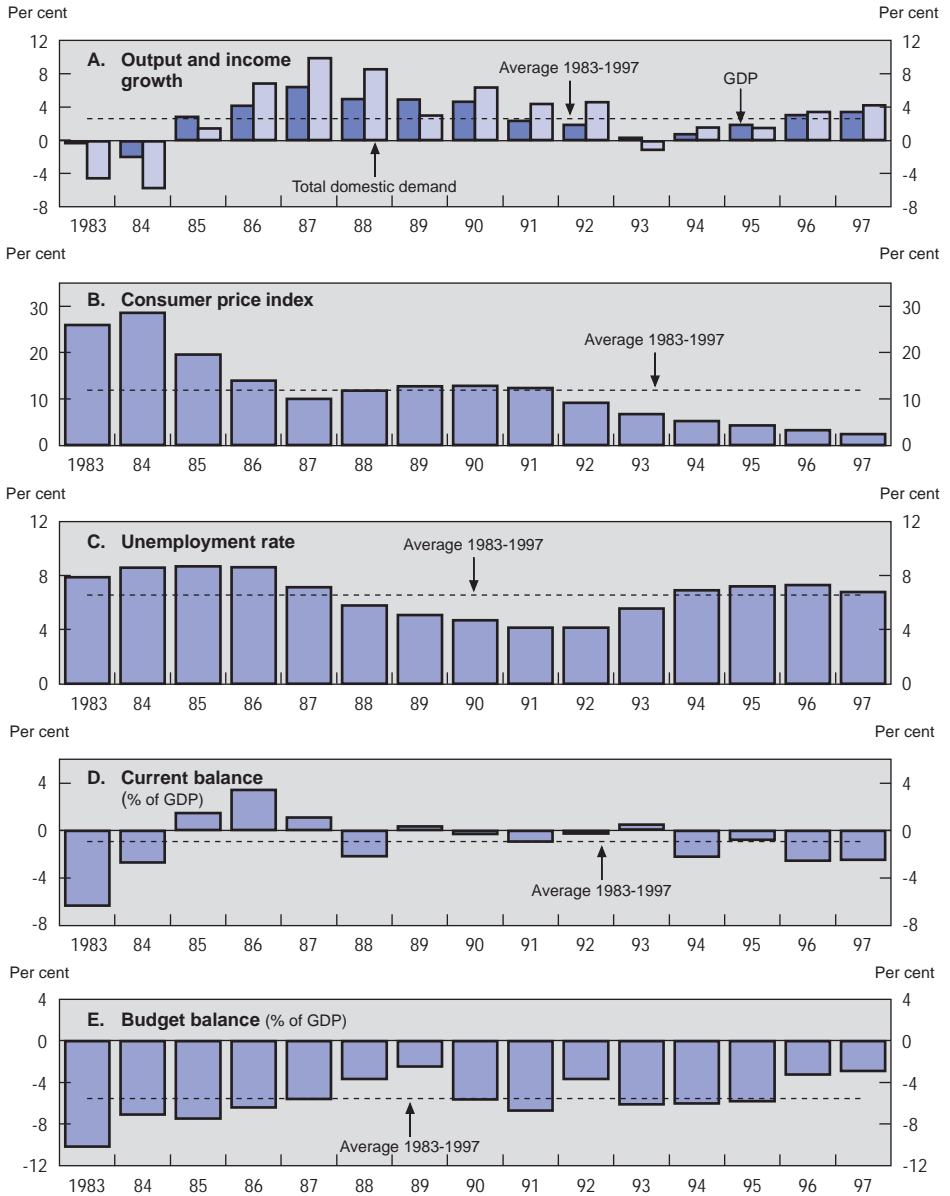 Per cent Per cent
12 12
A. Output and income
growth
Average 1983-1997
GDP
8 8
4 4
0 0
-4 -4
Total domestic demand
-8 -8
1983 84 85 86 87 88 89 90 91 92 93 94 95 96 97
Per cent Per cent
B. Consumer price index
30 30
Average 1983-1997
20 20
10 10
0 0
1983 84 85 86 87 88 89 90 91 92 93 94 95 96 97
Per cent Per cent
12 12
C. Unemployment rate
Average 1983-1997
8 8
4 4
0 0
1983 84 85 86 87 88 89 90 91 92 93 94 95 96 97
Per cent Per cent
4 4
D. Current balance
(% of GDP)
0 0
-4 -4
Average 1983-1997
-8 -8
1983 84 85 86 87 88 89 90 91 92 93 94 95 96 97
Per cent Per cent
4 4
E. Budget balance (% of GDP)
0 0
-4 -4
-8 -8
Average 1983-1997
-12 -12
1983 84 85 86 87 88 89 90 91 92 93 94 95 96 97